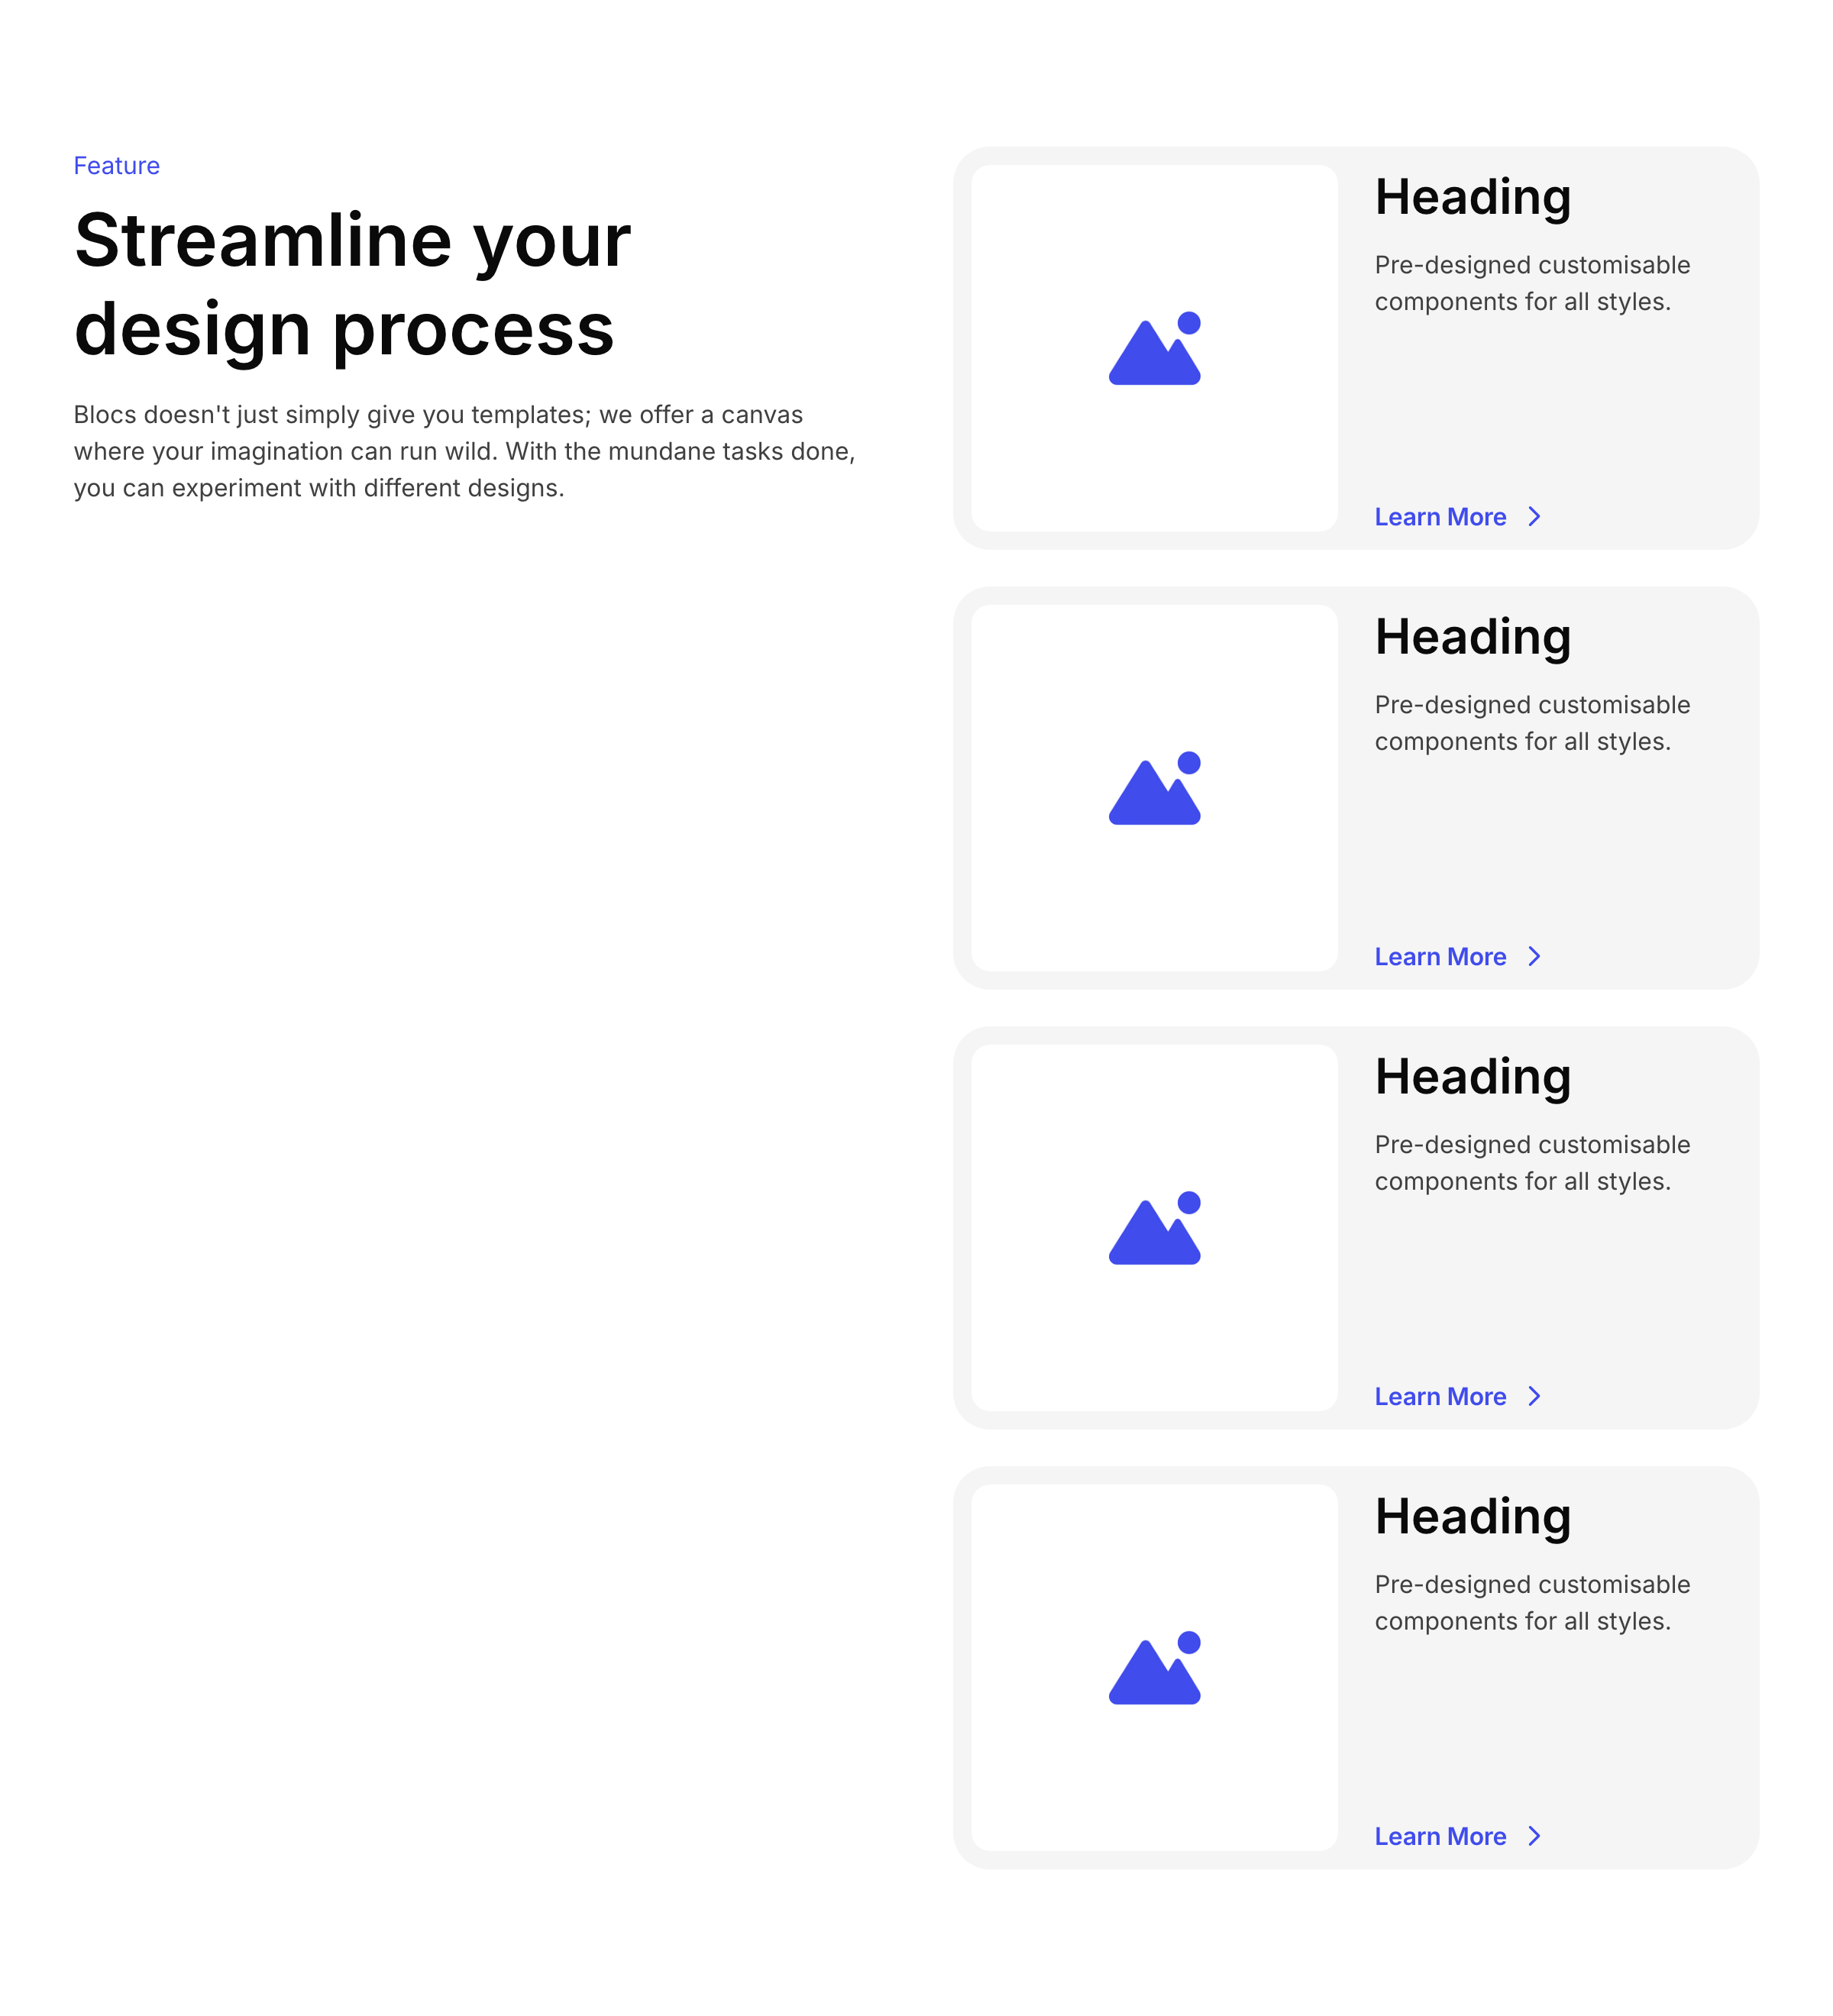 Feature
Streamline your
design process
Blocs doesn't just simply give you templates; we offer a canvas
where your imagination can run wild. With the mundane tasks done,
you can experiment with different designs.
Heading
Pre-designed customisable
components for all styles.
Learn More
Heading
Pre-designed customisable
components for all styles.
Learn More
Heading
Pre-designed customisable
components for all styles.
Learn More
Heading
Pre-designed customisable
components for all styles.
Learn More